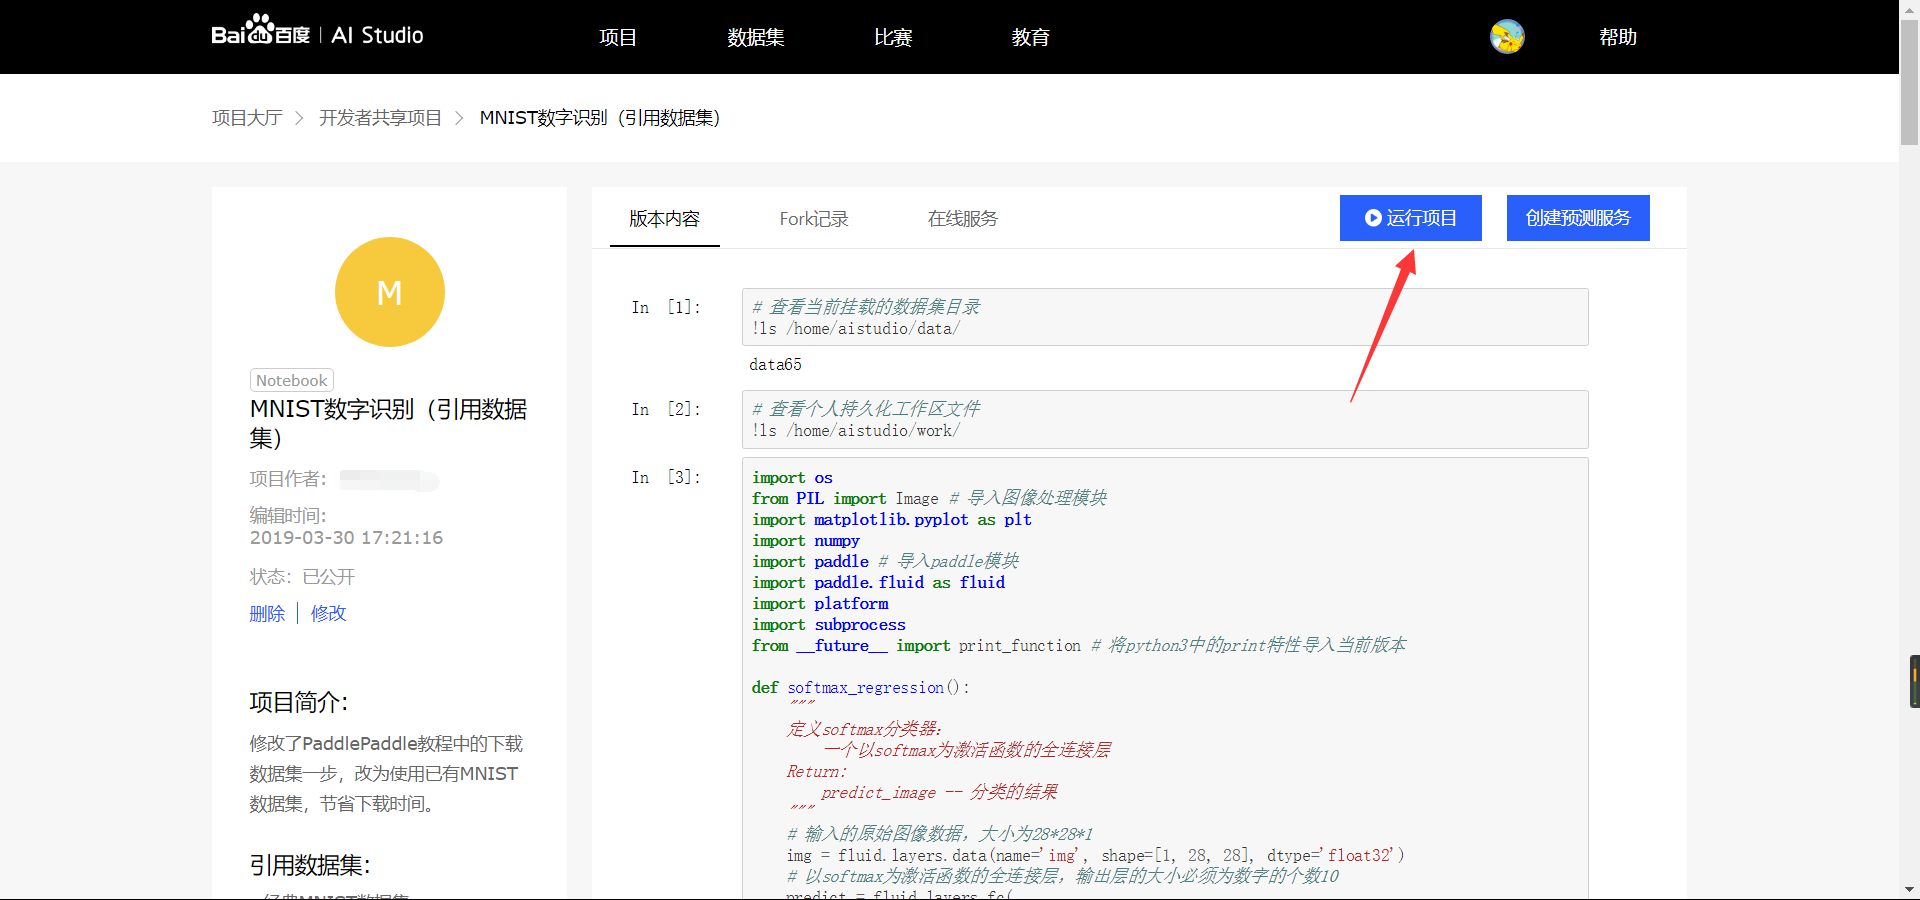 Baidu百度 | AI Studio
项目
数据集
比赛
教育
帮助
项目大厅 > 开发者共享项目 > MNIST数字识别（引用数据集）
M
Notebook
MNIST数字识别（引用数据
集）
项目作者:
编辑时间:
2019-03-30 17:21:16
状态: 已公开
删除 | 修改
项目简介:
修改了PaddlePaddle教程中的下载
数据集一步，改为使用已有MNIST
数据集，节省下载时间。
引用数据集:
经典MNIST数据集
版本内容
Fork记录
在线服务
运行项目
创建预测服务
In [1]:
# 查看当前挂载的数据集目录
!ls /home/aistudio/data/
data65
In [2]:
# 查看个人持久化工作区文件
!ls /home/aistudio/work/
In [3]:
import os
from PIL import Image # 导入图像处理模块
import matplotlib.pyplot as plt
import numpy
import paddle # 导入paddle模块
import paddle.fluid as fluid
import platform
import subprocess
from __future__ import print_function # 将python3中的print特性导入当前版本
def softmax_regression():
"""
定义softmax分类器:
一个以softmax为激活函数的全连接层
Return:
predict_image -- 分类的结果
"""
# 输入的原始图像数据，大小为28*28*1
img = fluid.layers.data(name='img', shape=[1, 28, 28], dtype='float32')
# 以softmax为激活函数的全连接层，输出层的大小必须为数字的个数10
predict = fluid.layers.fc(